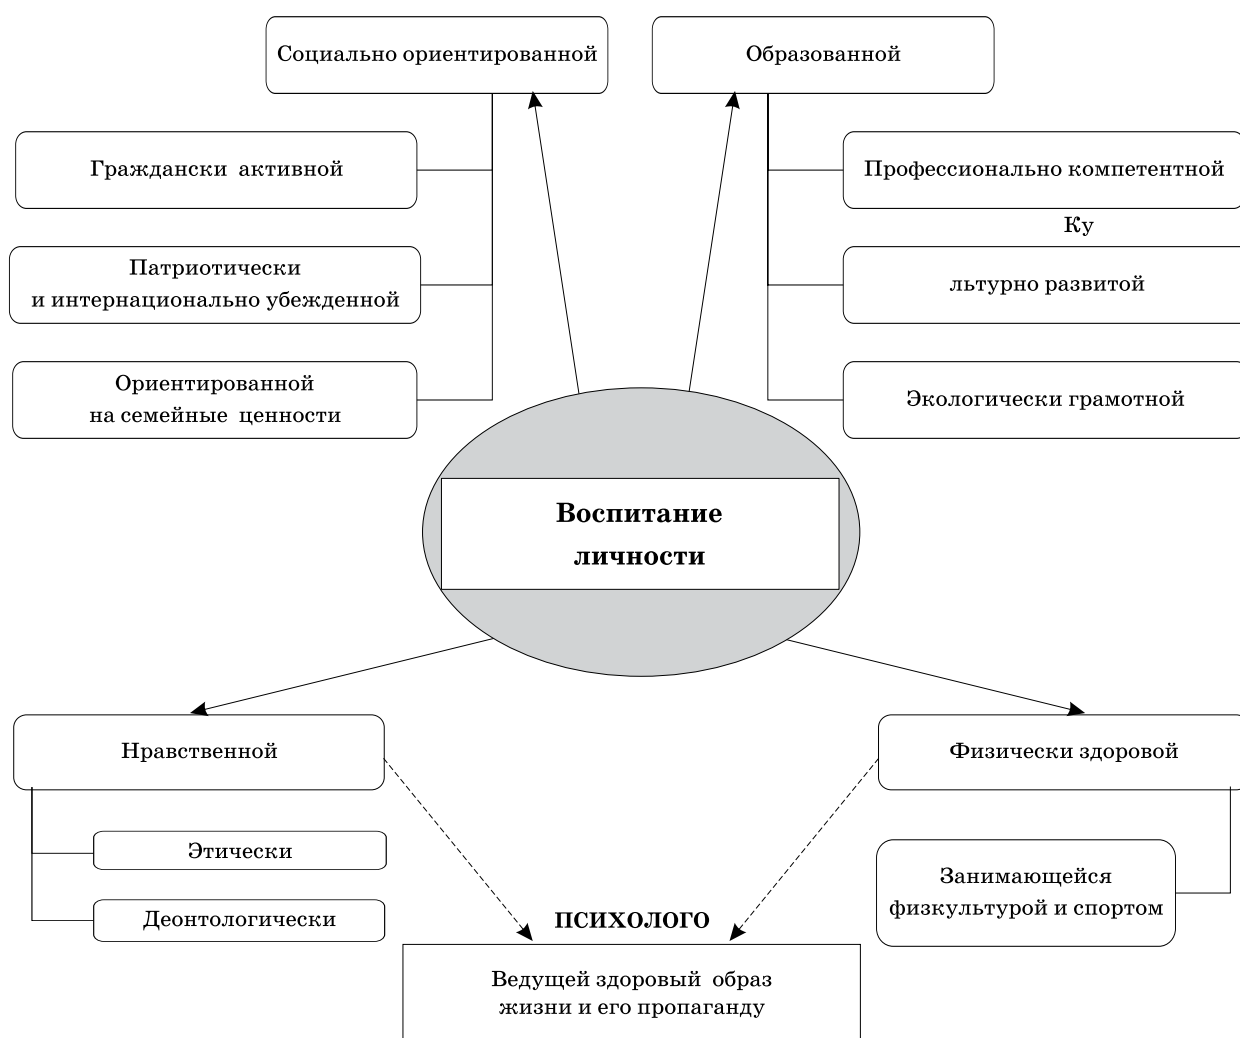 Социально ориентированной
Образованной
Граждански активной
Профессионально компетентной
Ку
Патриотически
и интернационально убежденной
льтурно развитой
Ориентированной
на семейные ценности
Экологически грамотной
Воспитание
личности
Нравственной
Физически здоровой
Этически
Деонтологически
Занимающейся
физкультурой и спортом
ПСИХОЛОГО
Ведущей здоровый образ
жизни и его пропаганду